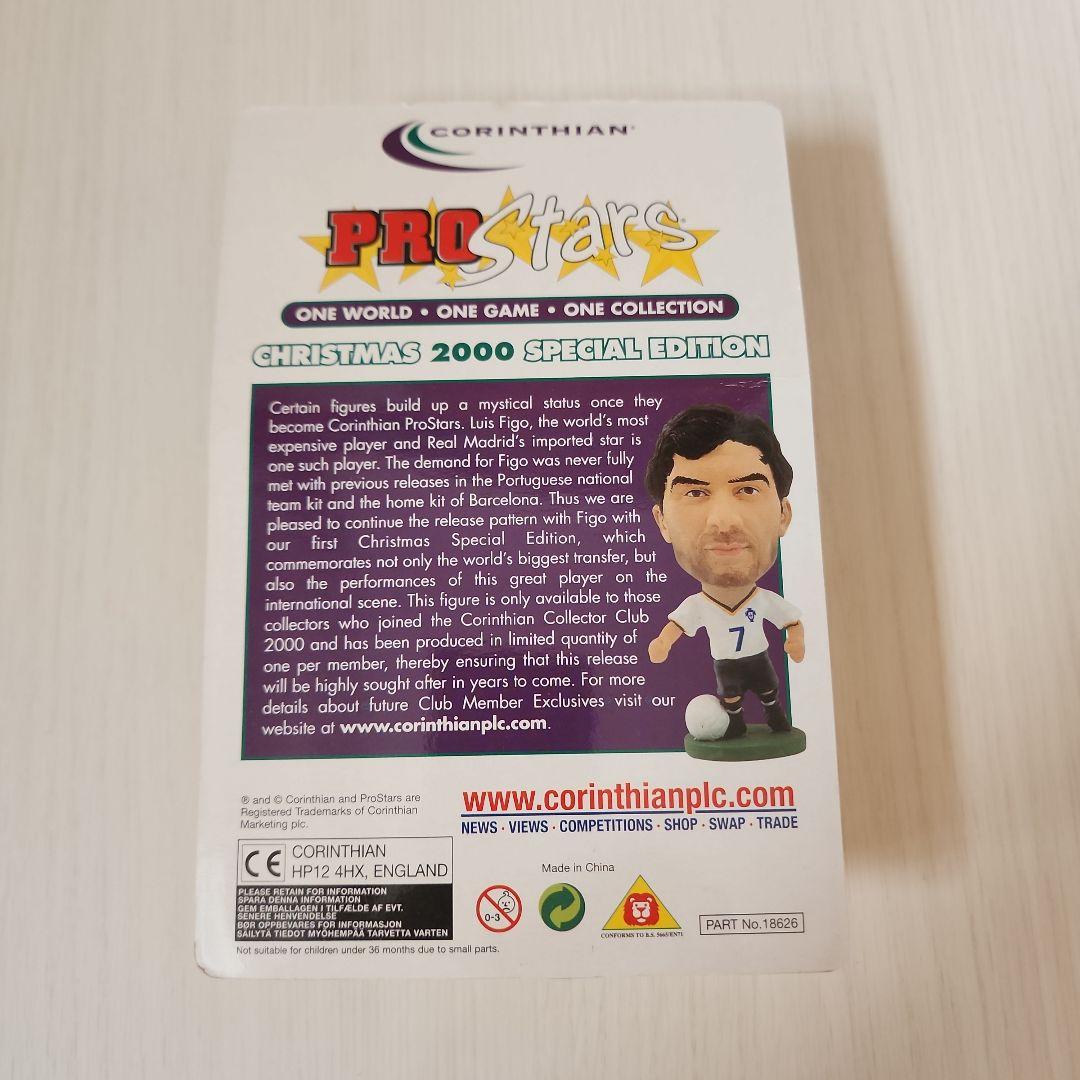 CORINTHIAN®
PRO Stars®
ONE WORLD • ONE GAME • ONE COLLECTION
CHRISTMAS 2000 SPECIAL EDITION
Certain figures build up a mystical status once they
become Corinthian ProStars. Luis Figo, the world's most
expensive player and Real Madrid's imported star is
one such player. The demand for Figo was never fully
met with previous releases in the Portuguese national
team kit and the home kit of Barcelona. Thus we are
pleased to continue the release pattern with Figo with
our first Christmas Special Edition, which
commemorates not only the world's biggest transfer, but
also the performances of this great player on the
international scene. This figure is only available to those
collectors who joined the Corinthian Collector Club
2000 and has been produced in limited quantity of
one per member, thereby ensuring that this release
will be highly sought after in years to come. For more
details about future Club Member Exclusives visit our
website at www.corinthianplc.com.
7
® and © Corinthian and ProStars are
Registered Trademarks of Corinthian
Marketing plc.
www.corinthianplc.com
NEWS · VIEWS · COMPETITIONS · SHOP · SWAP · TRADE
CE CORINTHIAN
HP12 4HX, ENGLAND
PLEASE RETAIN FOR INFORMATION
SPARA DENNA INFORMATION
GEM EMBALLAGEN I TILFÆLDE AF EVT.
SENERE HENVENDELSE
BØR OPPBEVARES FOR INFORMASJON
SÄILYTÄ TIEDOT MYÖHEMPÄÄ TARVETTA VARTEN
Not suitable for children under 36 months due to small parts.
Made in China
0-3
CONFORMS TO B.S. 5665/EN71
PART No.18626